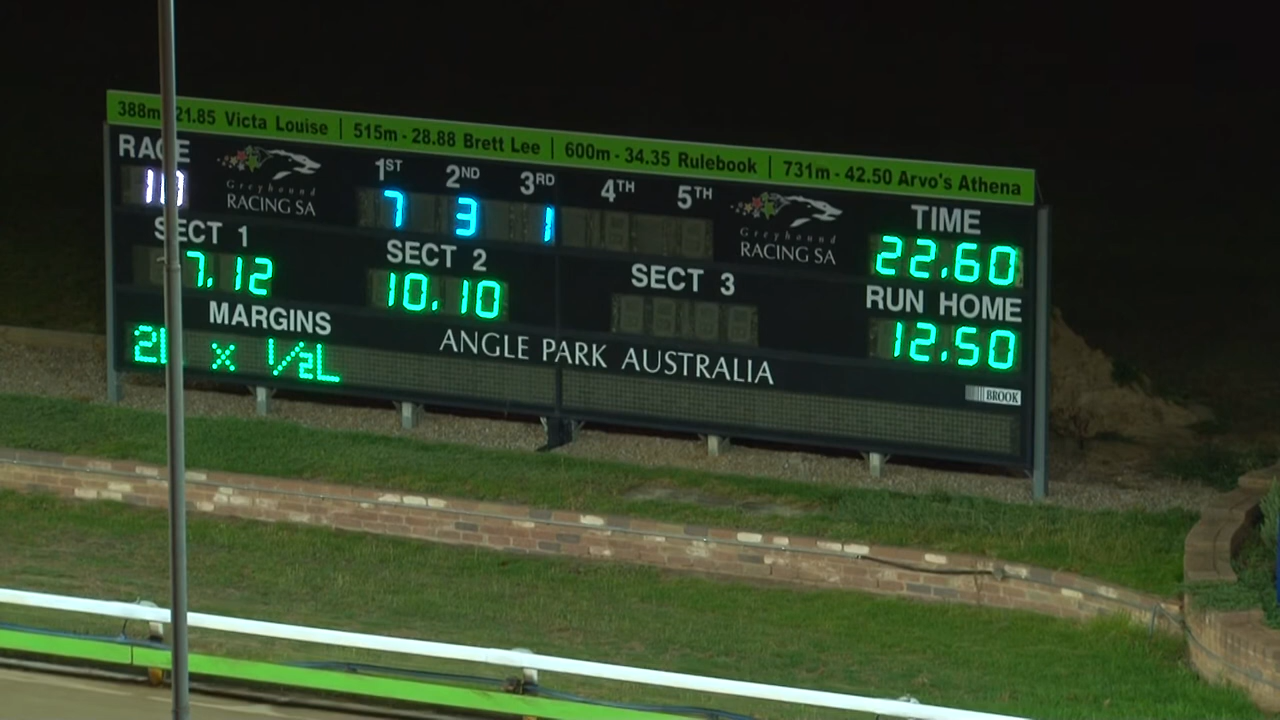 388m 21.85 Victa Louise | 515m - 28.88 Brett Lee | 600m - 34.35 Rulebook | 731m - 42.50 Arvo's Athena
RACE 1ST 2ND 3RD 4TH 5TH TIME
10 Greyhound RACING SA 7 3 1 Greyhound RACING SA 22.60
SECT 1 SECT 2 SECT 3 RUN HOME
7.12 10.10 12.50
MARGINS ANGLE PARK AUSTRALIA
2L x 1/2L BROOK